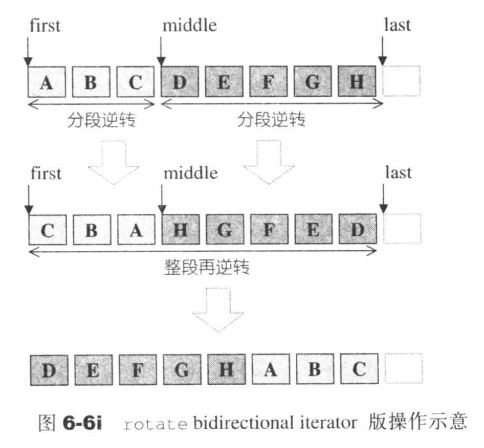 first middle last
A B C D E F G H
分段逆转 分段逆转
first middle last
C B A H G F E D
整段再逆转
D E F G H A B C
图 6-6i rotate bidirectional iterator 版操作示意